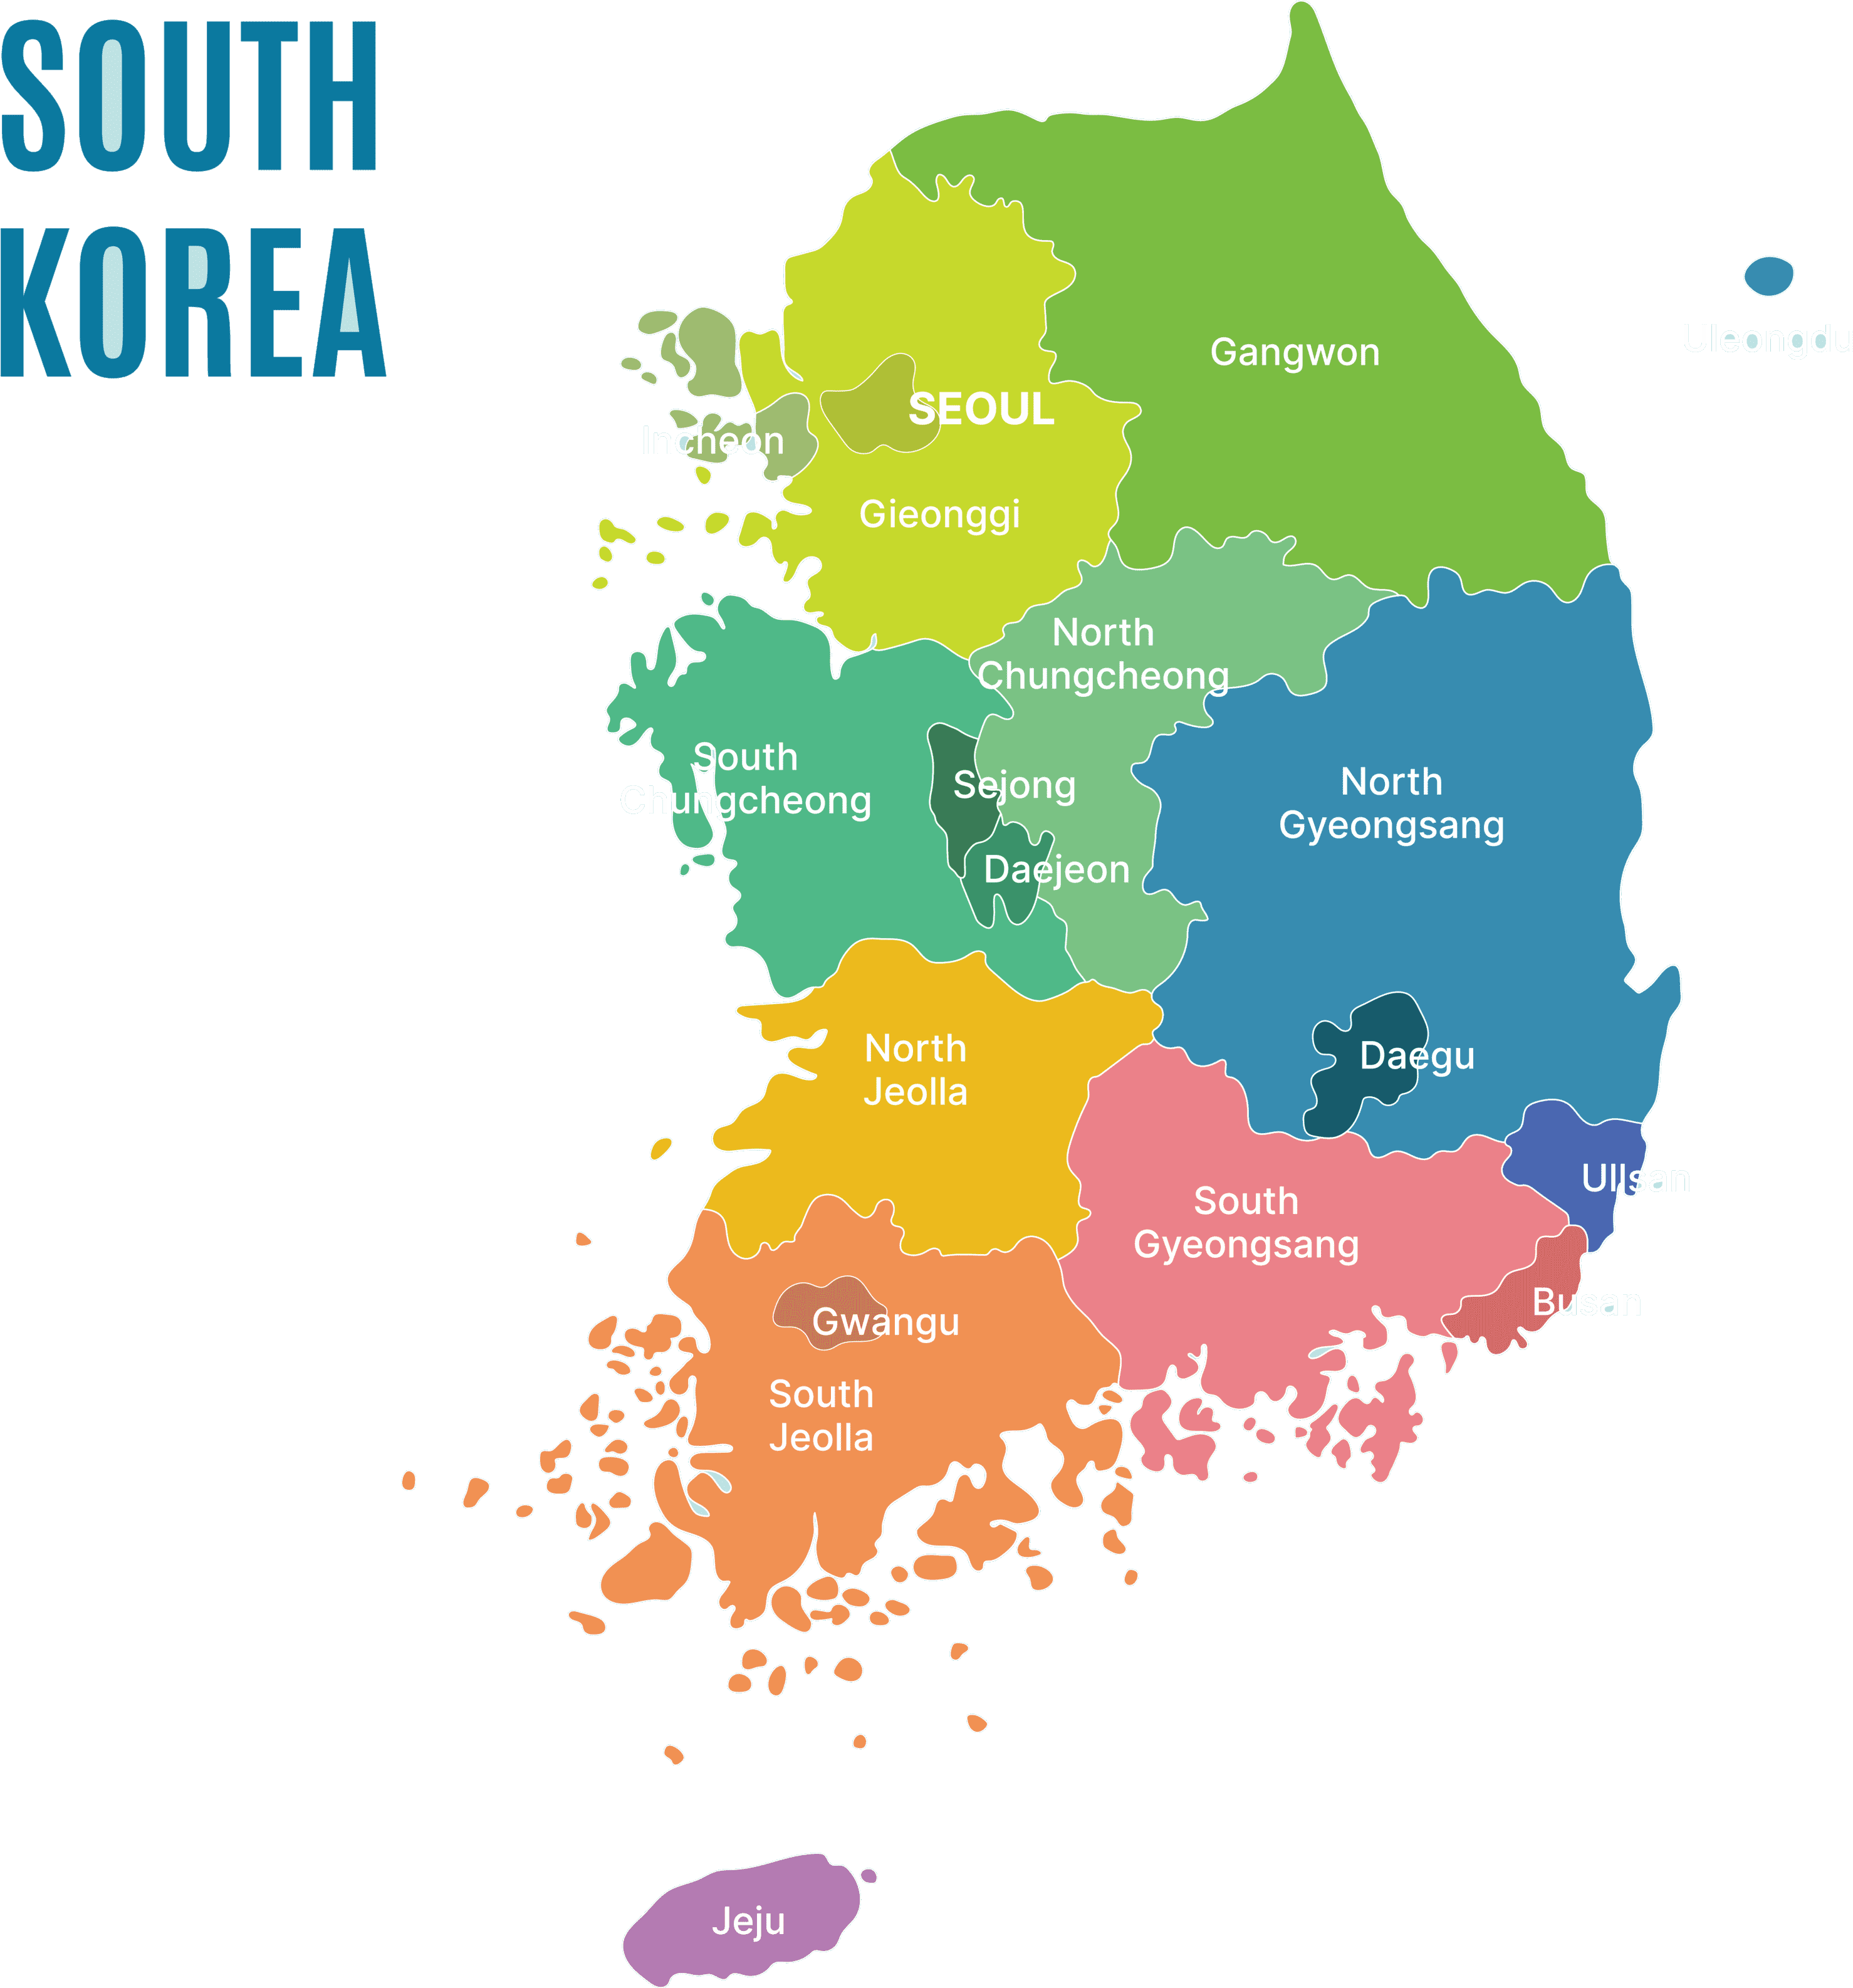 SOUTH
KOREA
Gangwon
Uleongdu
SEOUL
Incheon
Gieonggi
North
Chungcheong
South
Chungcheong
Sejong
North
Gyeongsang
Daejeon
North
Jeolla
Daegu
Ullsan
South
Gyeongsang
Busan
Gwangu
South
Jeolla
Jeju